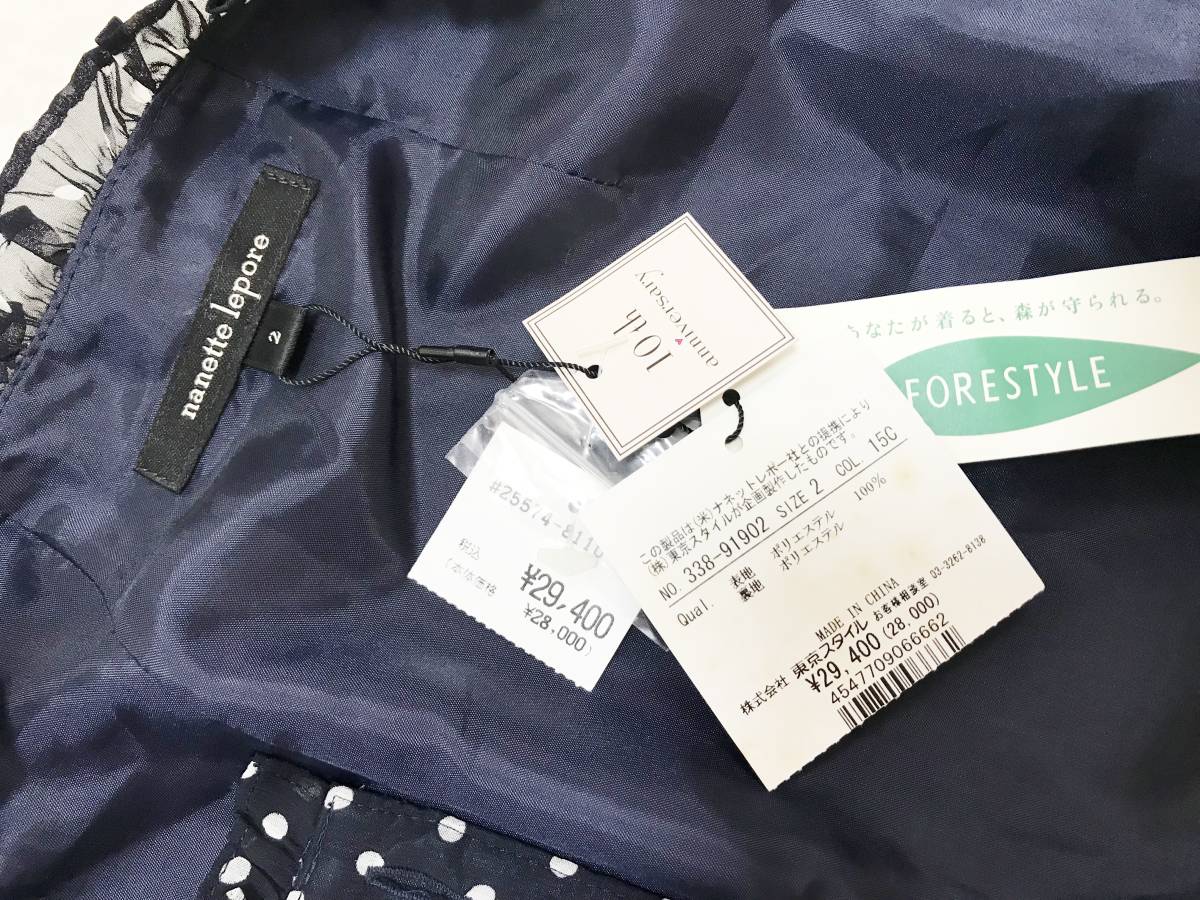 nanette lepore
2
10th
anniversary
あなたが着ると、森が守られる。
FORESTYLE
#25574-8110
税込
¥29,400
(本体価格
¥28,000)
この製品は(米)ナネットレポー社との提携により
(株)東京スタイルが企画製作したものです。
NO. 338-91902 SIZE 2 COL. 15C
Qual. 表地 ポリエステル 100%
裏地 ポリエステル
MADE IN CHINA
株式会社 東京スタイル お客様相談室 03-3262-8138
¥29,400(28,000)
4547709066662